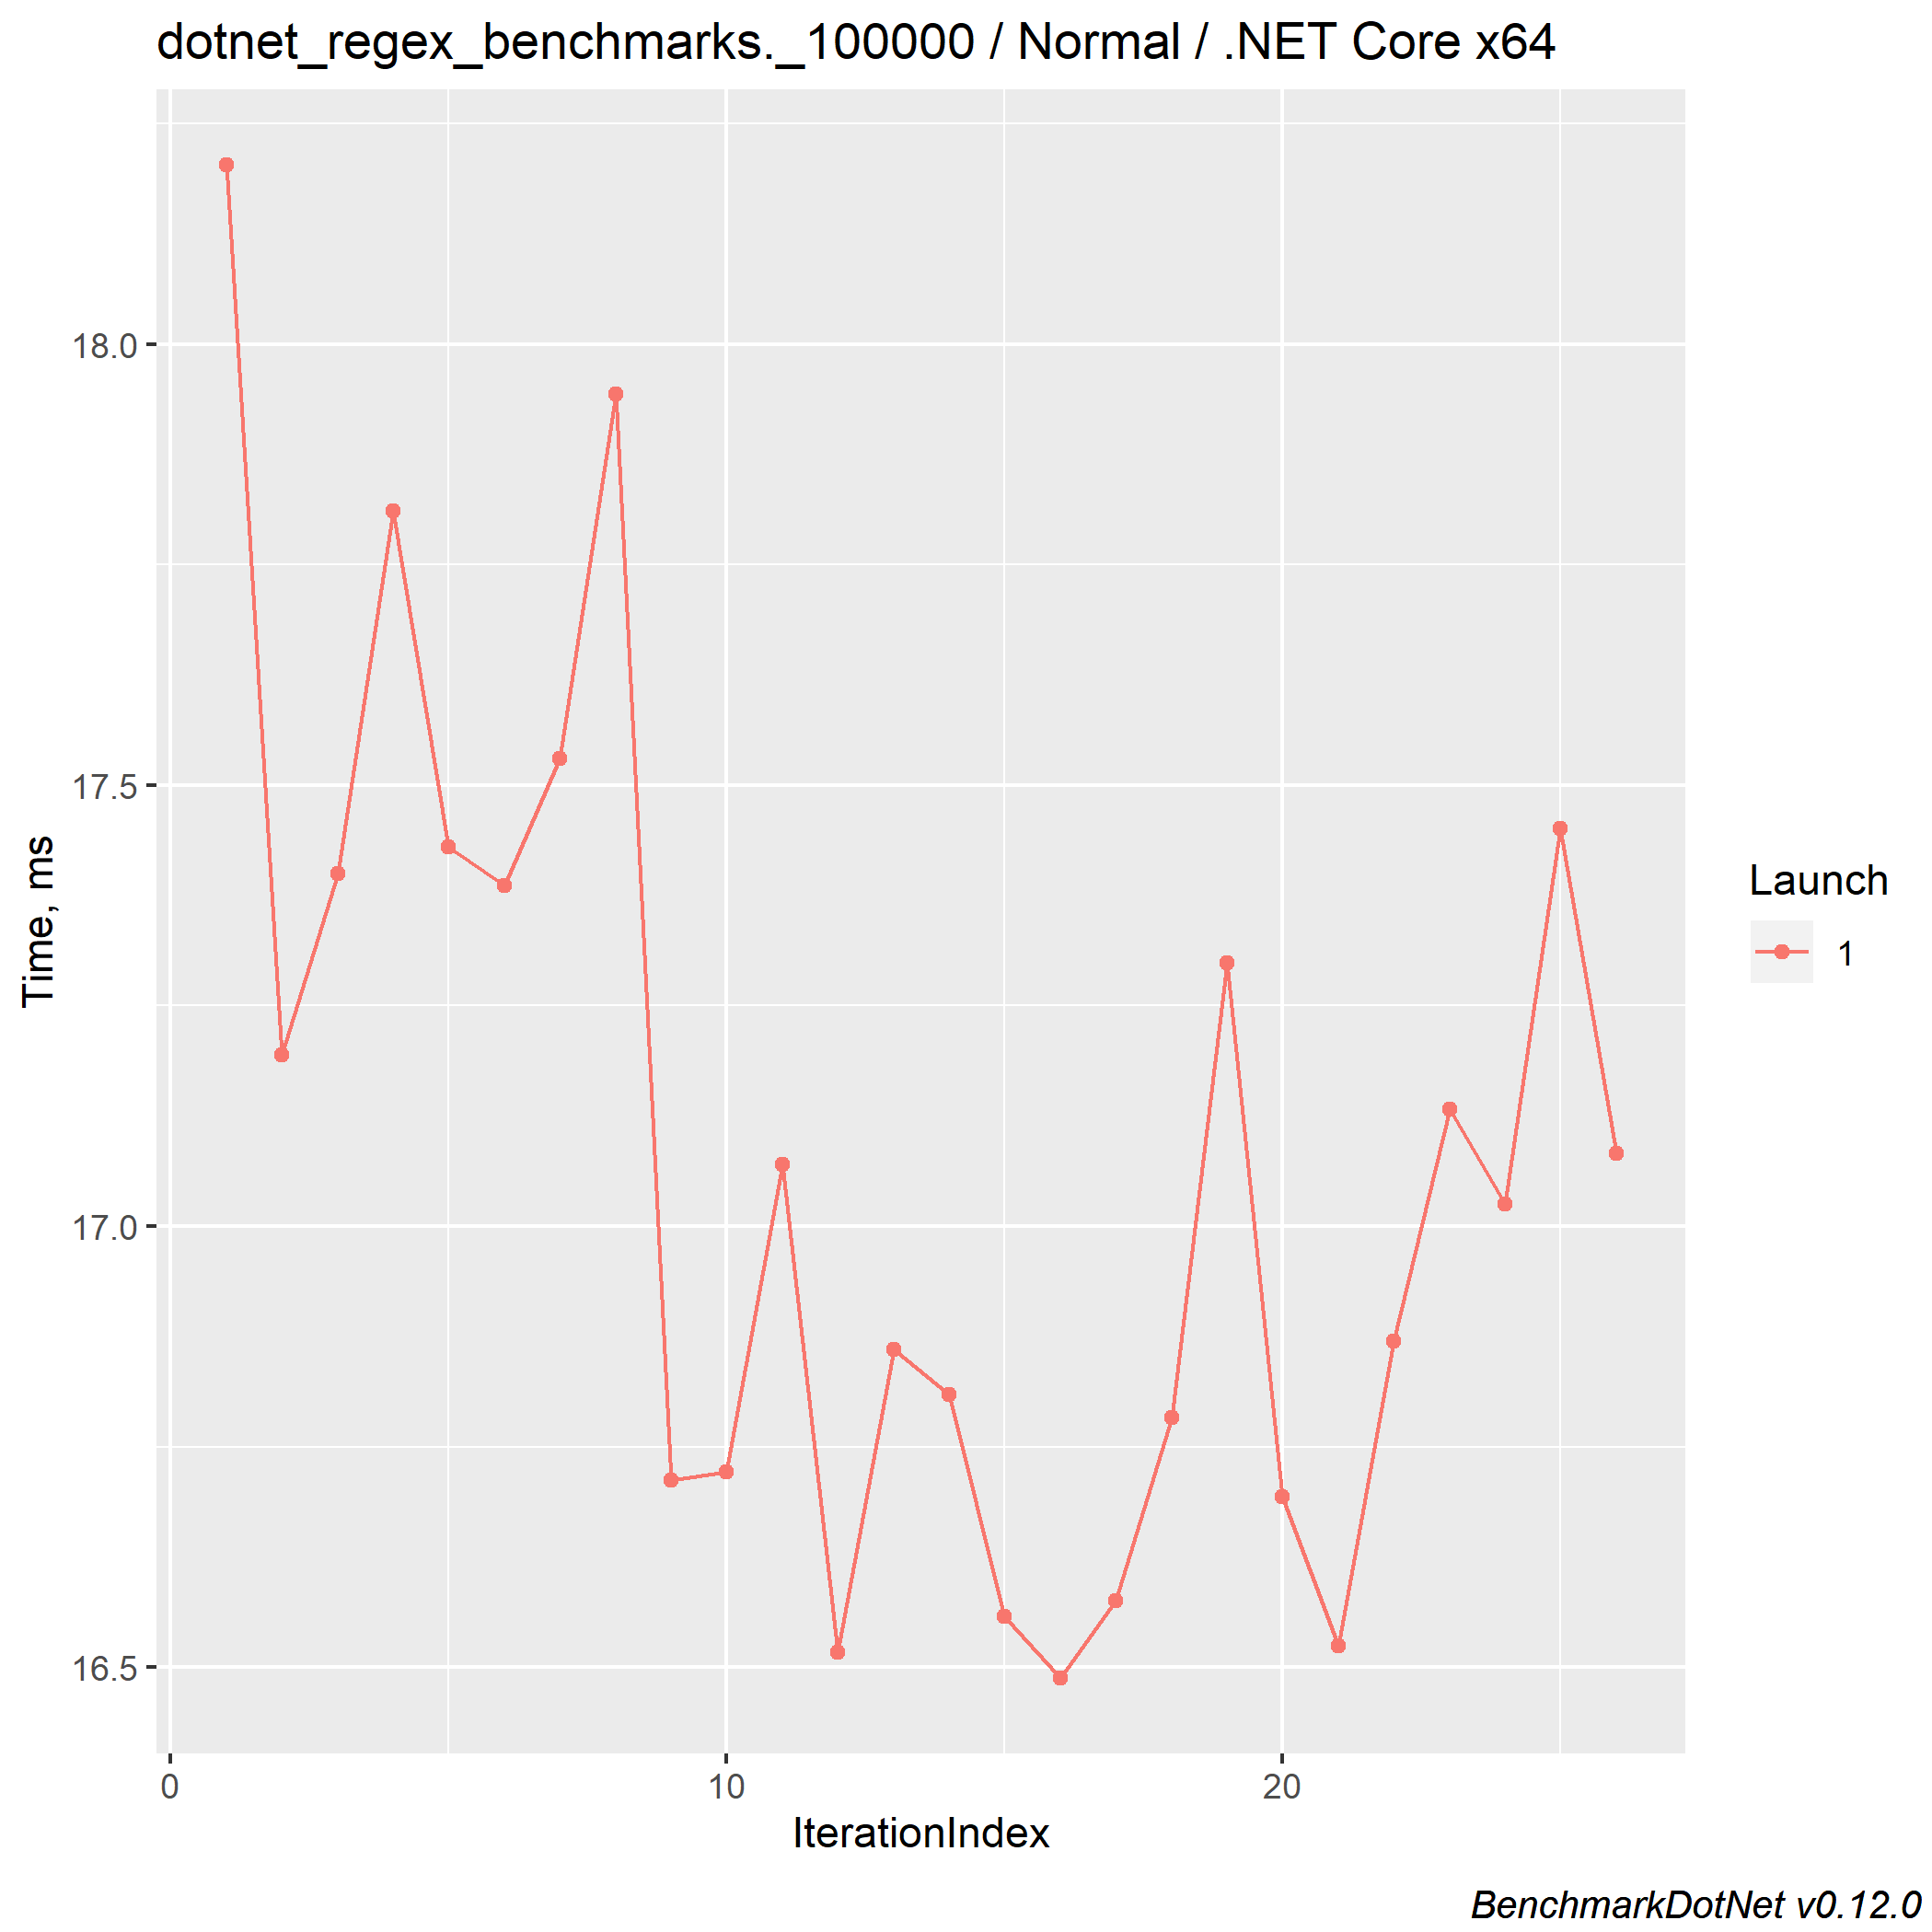 dotnet_regex_benchmarks._100000 / Normal / .NET Core x64
18.0
17.5
17.0
16.5
Time, ms
0 10 20
IterationIndex
Launch
1
BenchmarkDotNet v0.12.0